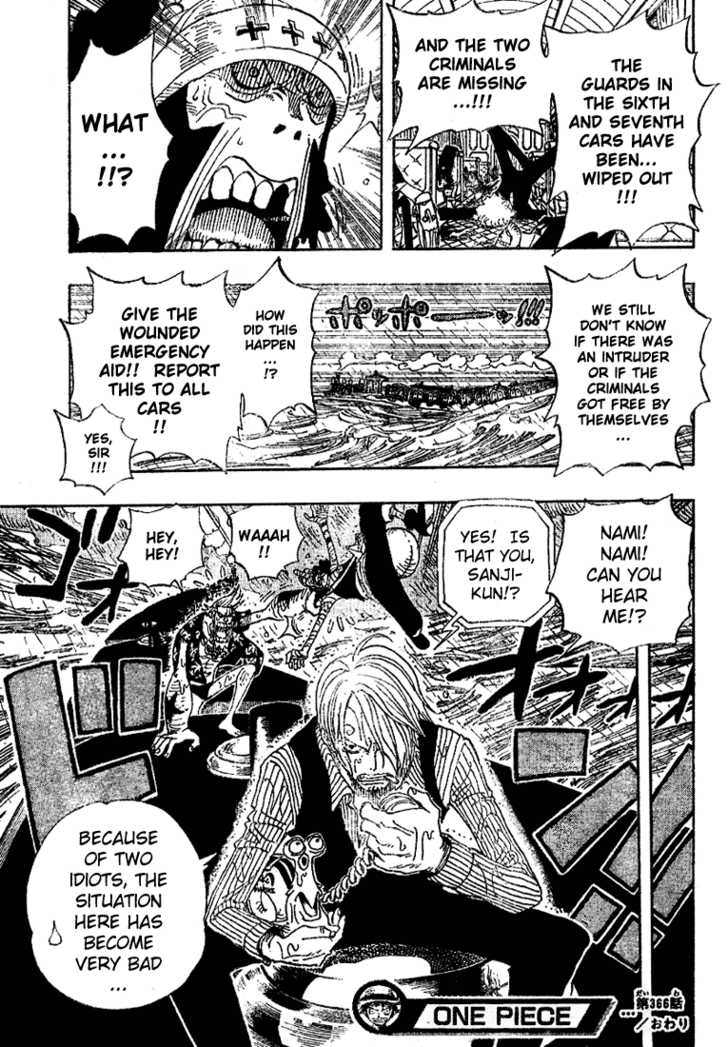 THE
GUARDS IN
THE SIXTH
AND SEVENTH
CARS HAVE
BEEN...
WIPED OUT
!!!
AND THE TWO
CRIMINALS
ARE MISSING
...!!!
WHAT
...
!!?
WE STILL
DON'T KNOW
IF THERE WAS
AN INTRUDER
OR IF THE
CRIMINALS
GOT FREE BY
THEMSELVES
...
ポッポーーッ!!!
HOW
DID THIS
HAPPEN
...
!?
GIVE THE
WOUNDED
EMERGENCY
AID!! REPORT
THIS TO ALL
CARS
!!
YES,
SIR
!!!
NAMI!
NAMI!
CAN YOU
HEAR
ME!?
YES! IS
THAT YOU,
SANJI-
KUN!?
WAAAH
!!
HEY,
HEY!
BECAUSE
OF TWO
IDIOTS, THE
SITUATION
HERE HAS
BECOME
VERY BAD
...
ONE PIECE
第366話
…／おわり